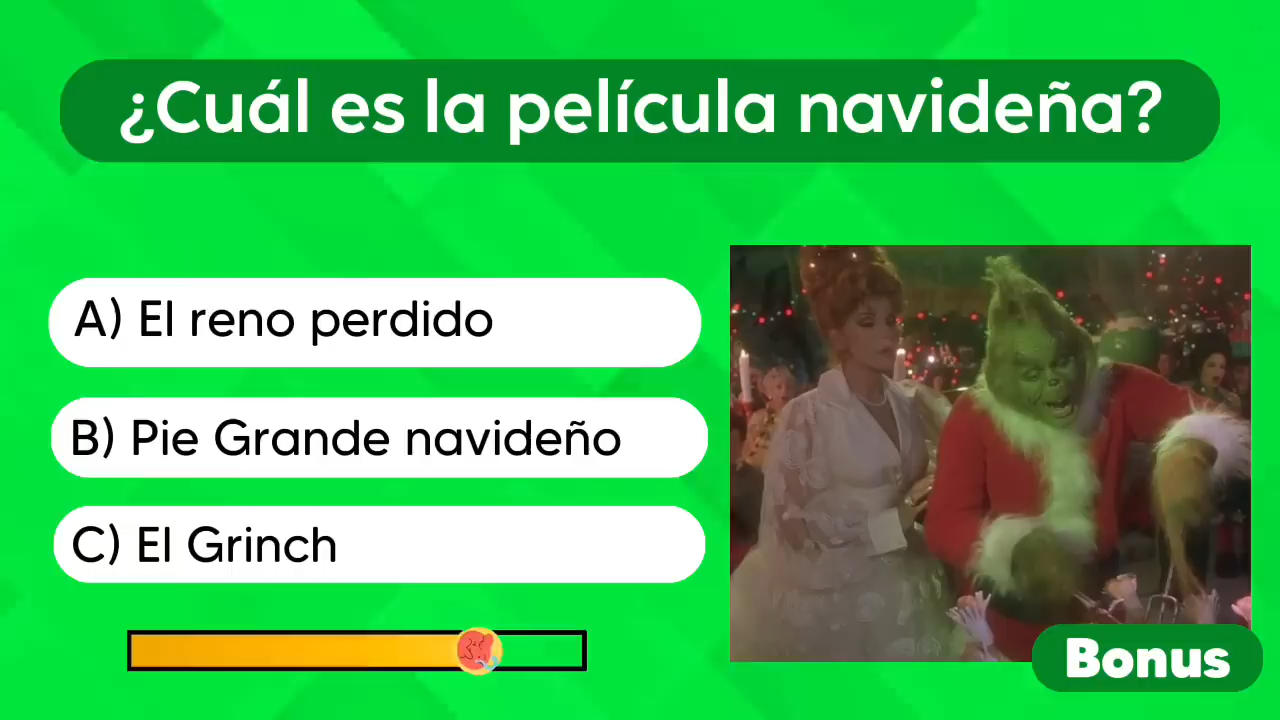 ¿Cuál es la película navideña?
A) El reno perdido
B) Pie Grande navideño
C) El Grinch
Bonus